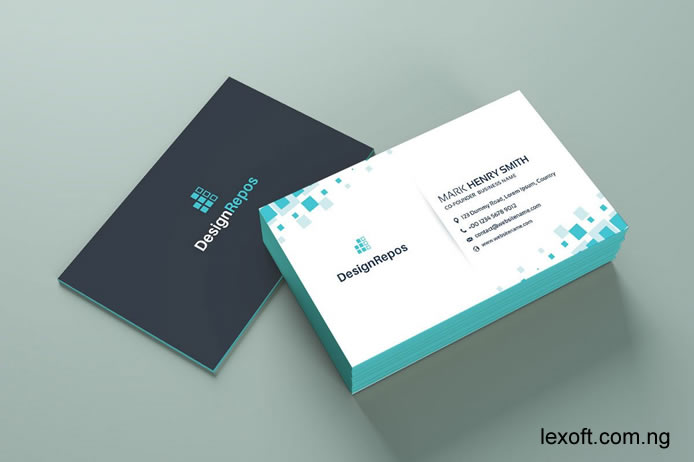 DesignRepos
DesignRepos
MARK HENRY SMITH
CO-FOUNDER BUSINESS NAME
123 Dummy Road, Lorem Ipsum, Country
+00 1234 5678 9012
contact@websitename.com
www.websitename.com
lexoft.com.ng